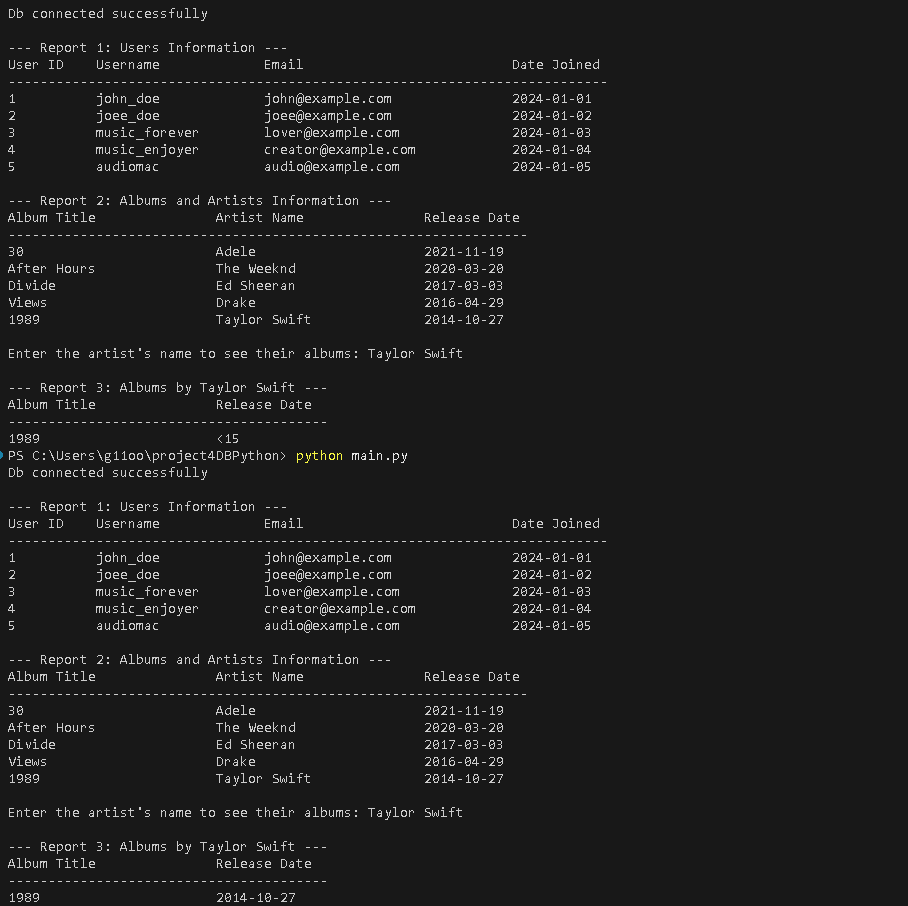 Db connected successfully

--- Report 1: Users Information ---
User ID    Username             Email                          Date Joined
---------------------------------------------------------------------------
1          john_doe             john@example.com               2024-01-01
2          joee_doe             joee@example.com               2024-01-02
3          music_forever        lover@example.com              2024-01-03
4          music_enjoyer        creator@example.com            2024-01-04
5          audiomac             audio@example.com              2024-01-05

--- Report 2: Albums and Artists Information ---
Album Title               Artist Name               Release Date
-----------------------------------------------------------------
30                        Adele                     2021-11-19
After Hours               The Weeknd                2020-03-20
Divide                    Ed Sheeran                2017-03-03
Views                     Drake                     2016-04-29
1989                      Taylor Swift              2014-10-27

Enter the artist's name to see their albums: Taylor Swift

--- Report 3: Albums by Taylor Swift ---
Album Title               Release Date
----------------------------------------
1989                      <15
PS C:\Users\g11oo\project4DBPython> python main.py
Db connected successfully

--- Report 1: Users Information ---
User ID    Username             Email                          Date Joined
---------------------------------------------------------------------------
1          john_doe             john@example.com               2024-01-01
2          joee_doe             joee@example.com               2024-01-02
3          music_forever        lover@example.com              2024-01-03
4          music_enjoyer        creator@example.com            2024-01-04
5          audiomac             audio@example.com              2024-01-05

--- Report 2: Albums and Artists Information ---
Album Title               Artist Name               Release Date
-----------------------------------------------------------------
30                        Adele                     2021-11-19
After Hours               The Weeknd                2020-03-20
Divide                    Ed Sheeran                2017-03-03
Views                     Drake                     2016-04-29
1989                      Taylor Swift              2014-10-27

Enter the artist's name to see their albums: Taylor Swift

--- Report 3: Albums by Taylor Swift ---
Album Title               Release Date
----------------------------------------
1989                      2014-10-27